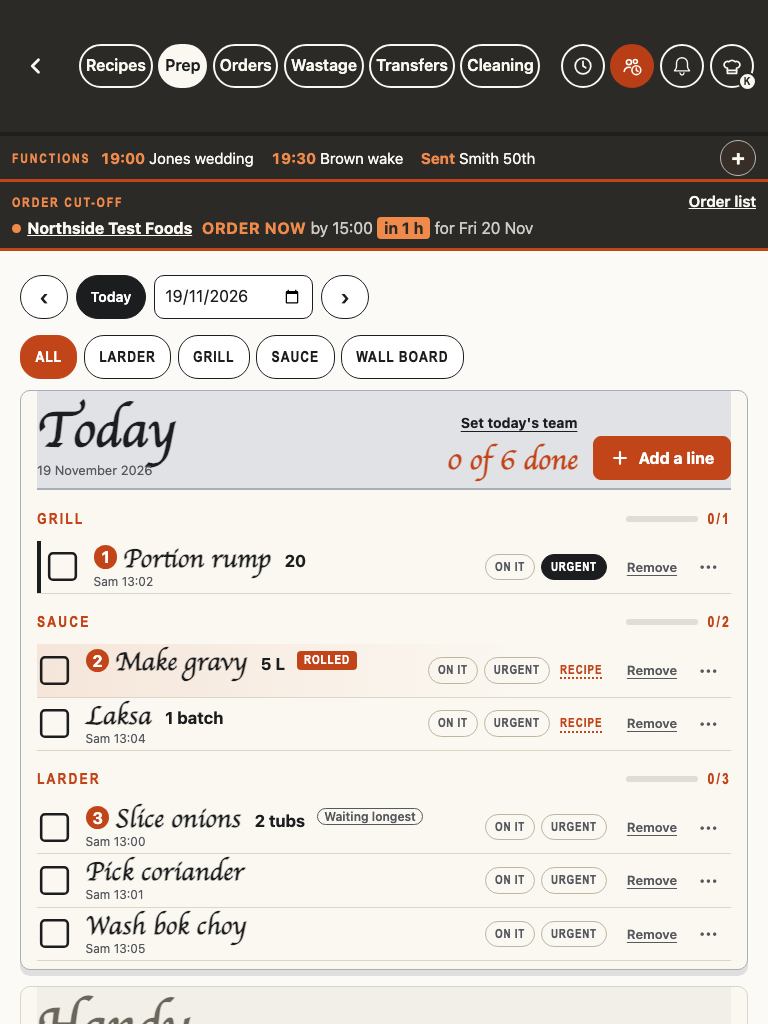 Recipes Prep Orders Wastage Transfers Cleaning K
FUNCTIONS 19:00 Jones wedding 19:30 Brown wake Sent Smith 50th +
ORDER CUT-OFF Order list
Northside Test Foods ORDER NOW by 15:00 in 1 h for Fri 20 Nov
‹ Today 19/11/2026 ›
ALL LARDER GRILL SAUCE WALL BOARD
Today
Set today's team
19 November 2026
0 of 6 done
+ Add a line
GRILL 0/1
1 Portion rump 20 ON IT URGENT Remove ···
Sam 13:02
SAUCE 0/2
2 Make gravy 5 L ROLLED ON IT URGENT RECIPE Remove ···
Laksa 1 batch ON IT URGENT RECIPE Remove ···
Sam 13:04
LARDER 0/3
3 Slice onions 2 tubs Waiting longest ON IT URGENT Remove ···
Sam 13:00
Pick coriander ON IT URGENT Remove ···
Sam 13:01
Wash bok choy ON IT URGENT Remove ···
Sam 13:05
Handy